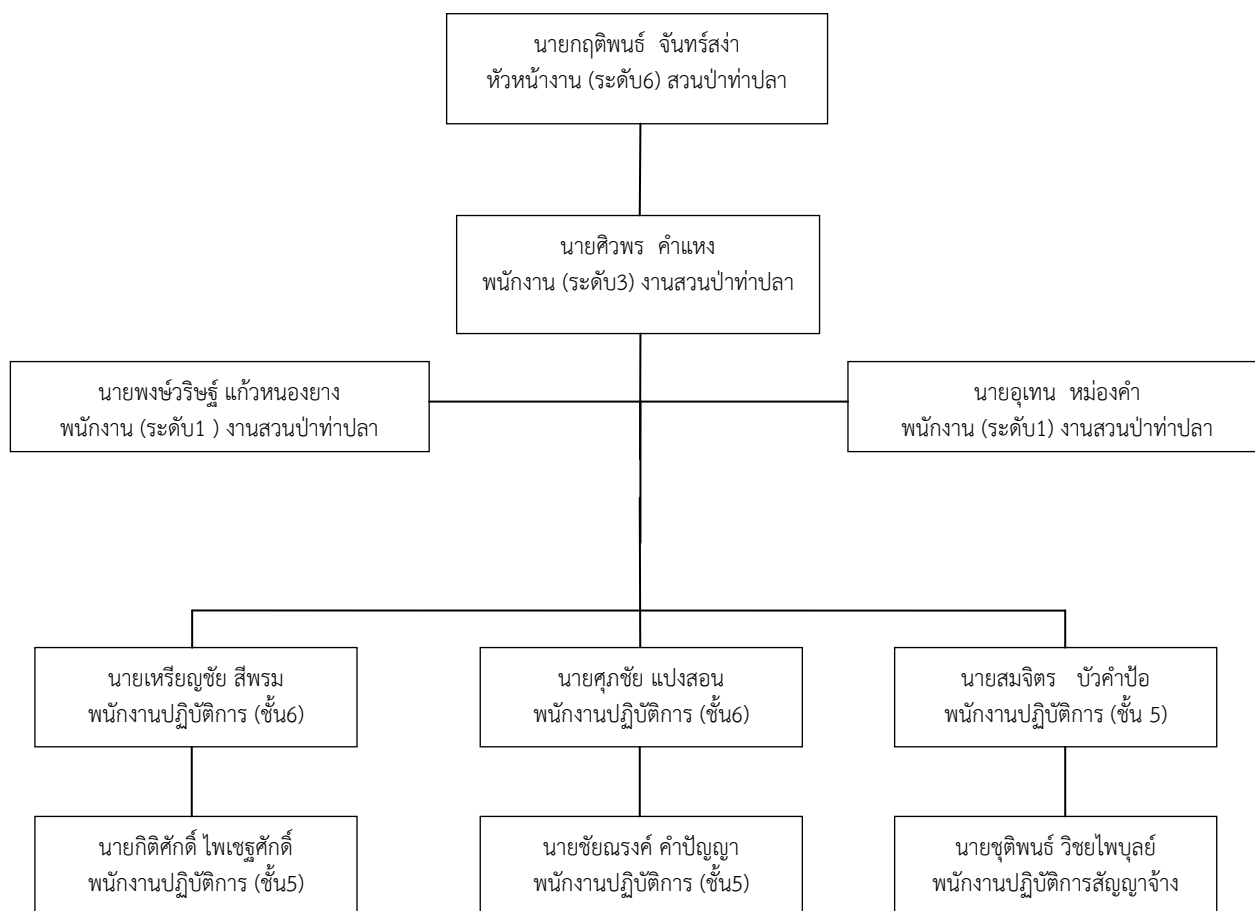 นายกฤติพนธ์  จันทร์สง่า
หัวหน้างาน (ระดับ6) สวนป่าท่าปลา
นายศิวพร  คำแหง
พนักงาน (ระดับ3) งานสวนป่าท่าปลา
นายพงษ์วริษฐ์ แก้วหนองยาง
พนักงาน (ระดับ1 ) งานสวนป่าท่าปลา
นายอุเทน  หม่องคำ
พนักงาน (ระดับ1) งานสวนป่าท่าปลา
นายเหรียญชัย สีพรม
พนักงานปฏิบัติการ (ชั้น6)
นายศุภชัย แปงสอน
พนักงานปฏิบัติการ (ชั้น6)
นายสมจิตร   บัวคำป้อ
พนักงานปฏิบัติการ (ชั้น 5)
นายกิติศักดิ์ ไพเชฐศักดิ์
พนักงานปฏิบัติการ (ชั้น5)
นายชัยณรงค์ คำปัญญา
พนักงานปฏิบัติการ (ชั้น5)
นายชุติพนธ์ วิชยไพบุลย์
พนักงานปฏิบัติการสัญญาจ้าง